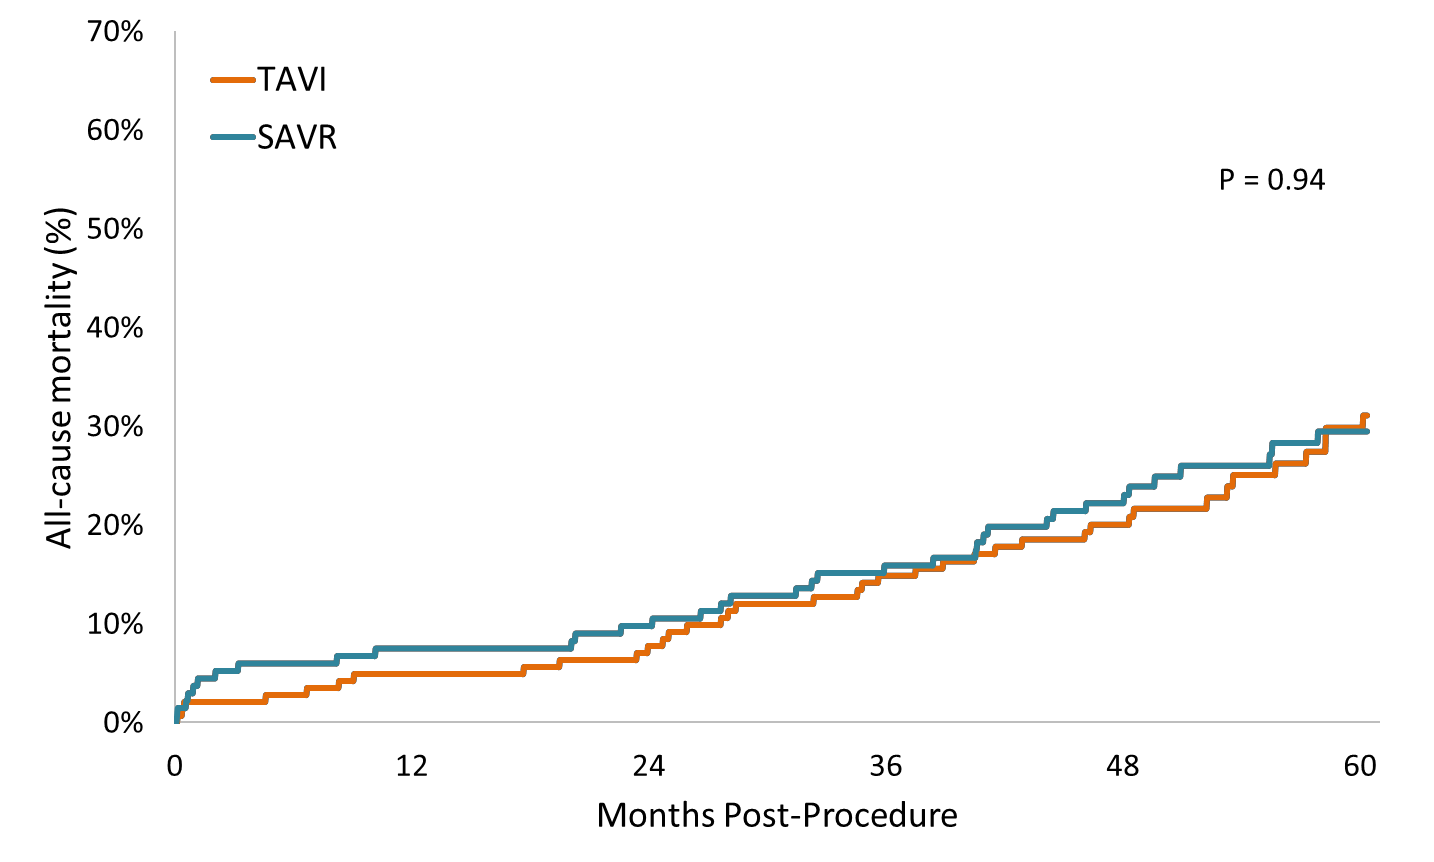 70%
TAVI
60%
SAVR
P = 0.94
50%
40%
30%
20%
10%
0%
All-cause mortality (%)
0 12 24 36 48 60
Months Post-Procedure